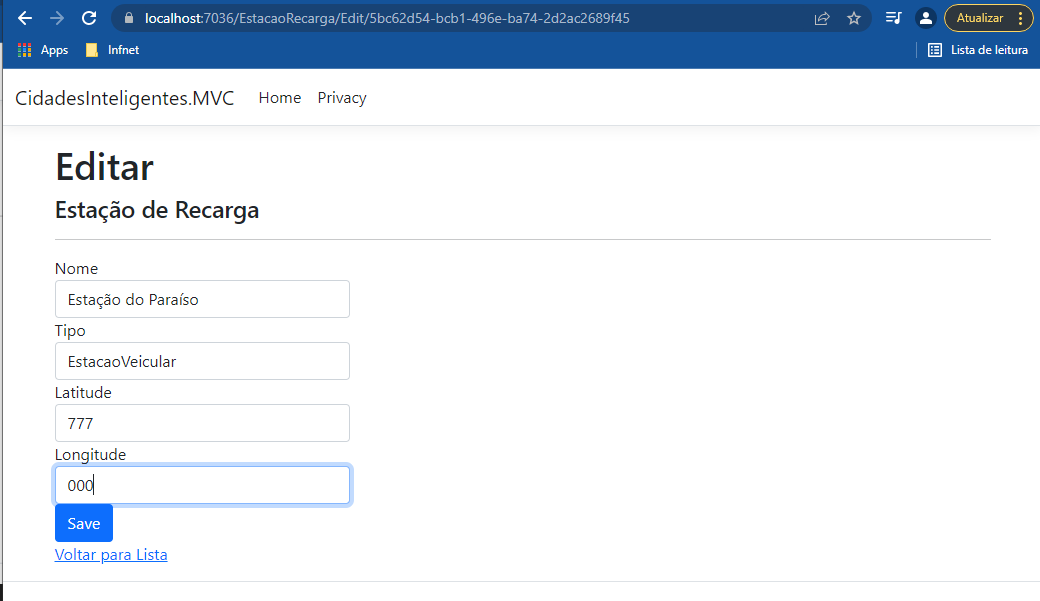 localhost:7036/EstacaoRecarga/Edit/5bc62d54-bcb1-496e-ba74-2d2ac2689f45 Atualizar
Apps Infnet Lista de leitura
CidadesInteligentes.MVC Home Privacy
Editar
Estação de Recarga
Nome
Estação do Paraíso
Tipo
EstacaoVeicular
Latitude
777
Longitude
000
Save
Voltar para Lista